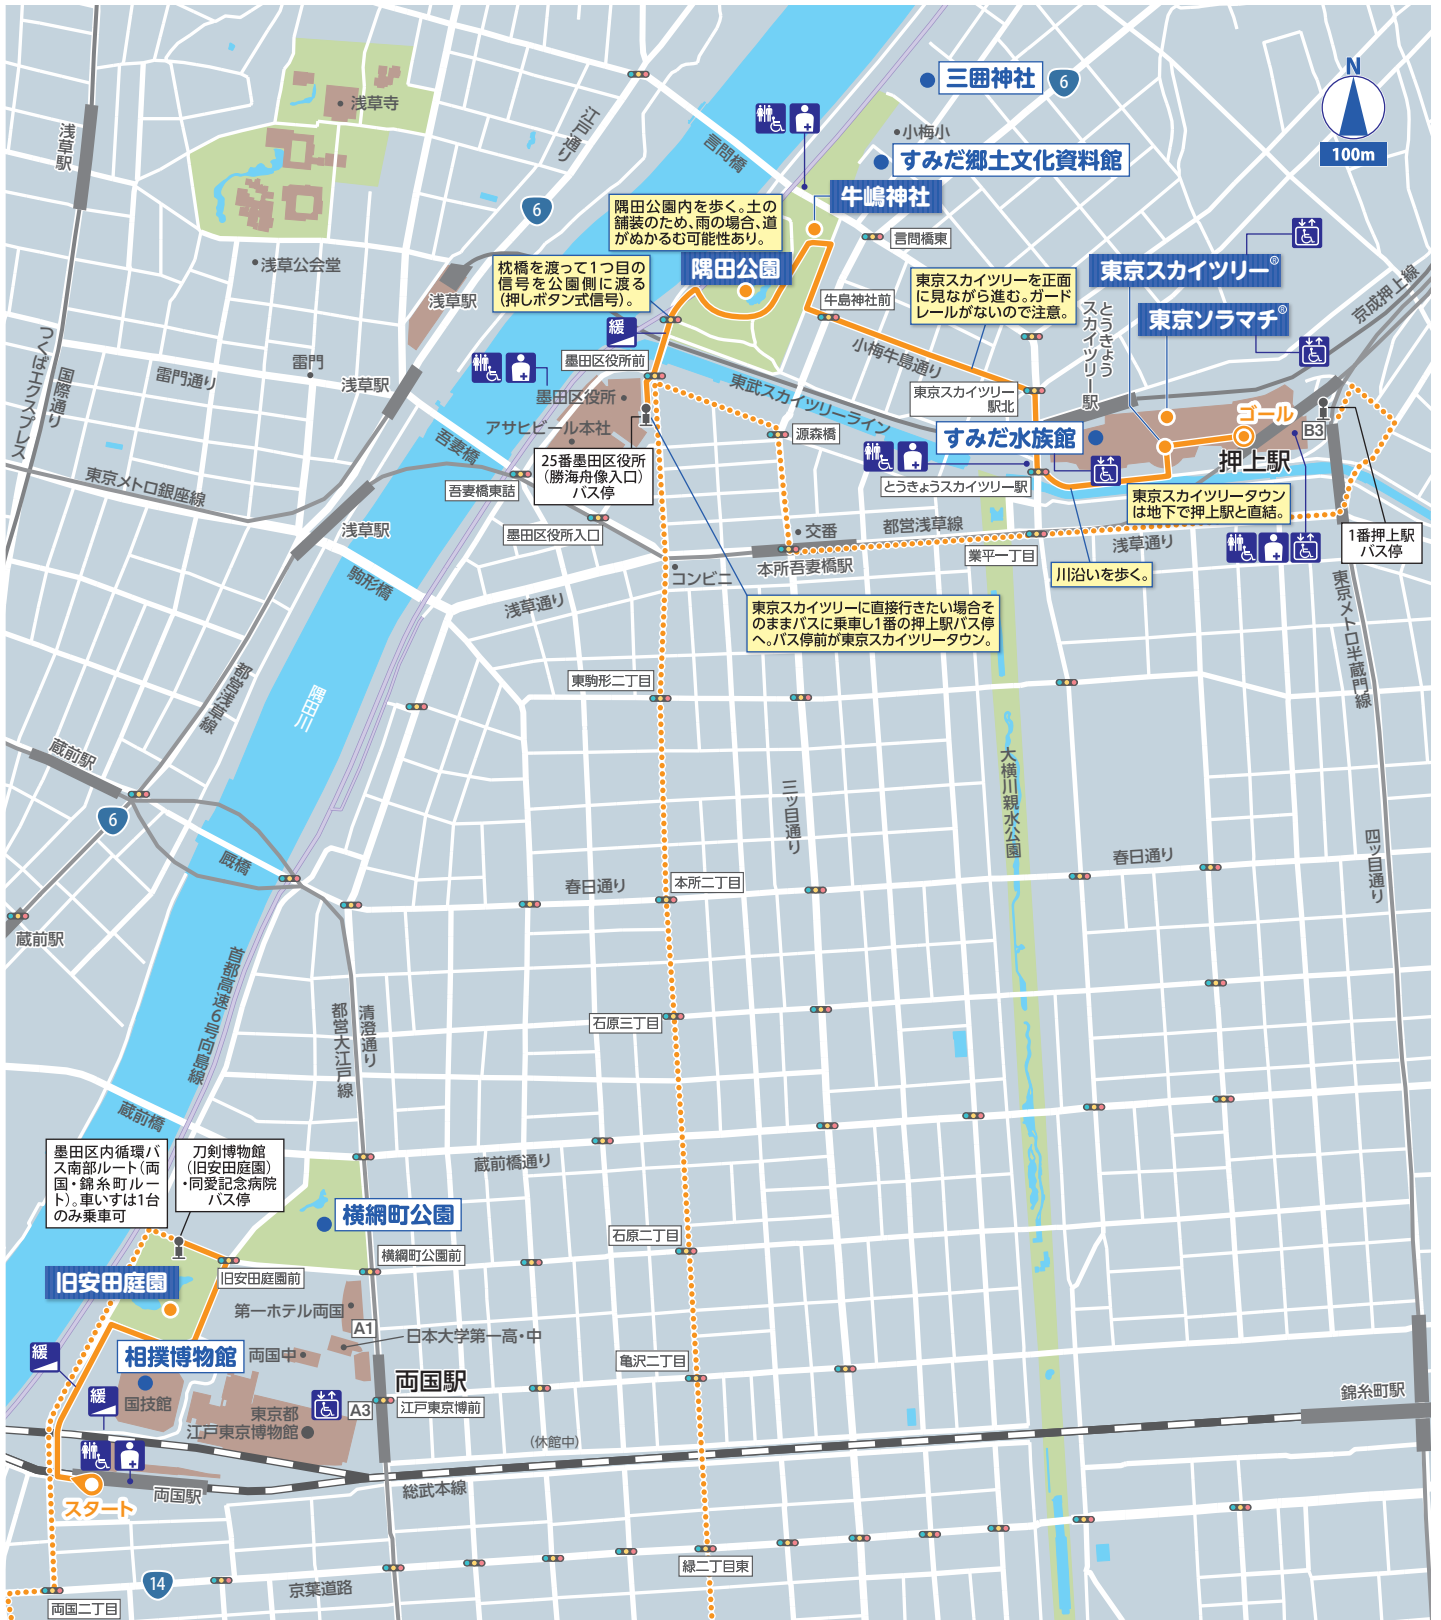 三囲神社
6
N
100m
浅草寺
江戸通り
言問橋
小梅小
すみだ郷土文化資料館
浅草駅
牛嶋神社
6
隅田公園内を歩く。土の
舗装のため、雨の場合、道
がぬかるむ可能性あり。
言問橋東
浅草公会堂
枕橋を渡って1つ目の
信号を公園側に渡る
(押しボタン式信号)。
隅田公園
東京スカイツリー®
東京スカイツリーを正面
に見ながら進む。ガード
レールがないので注意。
浅草駅
牛島神社前
とうきょう
スカイツリー駅
東京ソラマチ®
京成押上線
つくばエクスプレス
国際通り
雷門通り
雷門
浅草駅
緩
墨田区役所前
小梅牛島通り
東武スカイツリーライン
東京スカイツリー
駅北
墨田区役所
アサヒビール本社
吾妻橋
源森橋
すみだ水族館
ゴール
B3
押上駅
25番墨田区役所
(勝海舟像入口)
バス停
東京メトロ銀座線
吾妻橋東詰
とうきょうスカイツリー駅
東京スカイツリータウン
は地下で押上駅と直結。
浅草駅
墨田区役所入口
交番
都営浅草線
浅草通り
1番押上駅
バス停
業平一丁目
本所吾妻橋駅
コンビニ
川沿いを歩く。
駒形橋
浅草通り
東京スカイツリーに直接行きたい場合そ
のままバスに乗車し1番の押上駅バス停
へ。バス停前が東京スカイツリータウン。
東京メトロ半蔵門線
都営浅草線
隅田川
東駒形二丁目
蔵前駅
6
三ッ目通り
大横川親水公園
四ッ目通り
厩橋
春日通り
本所二丁目
春日通り
蔵前駅
首都高速6号向島線
都営大江戸線
清澄通り
石原三丁目
蔵前橋
墨田区内循環バ
ス南部ルート(両
国・錦糸町ルー
ト)。車いすは1台
のみ乗車可
刀剣博物館
(旧安田庭園)
・同愛記念病院
バス停
蔵前橋通り
横網町公園
石原二丁目
横網町公園前
旧安田庭園前
旧安田庭園
第一ホテル両国
A1
日本大学第一高・中
緩
相撲博物館
両国中
亀沢二丁目
両国駅
緩
国技館
東京都
江戸東京博物館
A3
江戸東京博前
錦糸町駅
(休館中)
スタート
両国駅
総武本線
緑二丁目東
14
京葉道路
両国二丁目